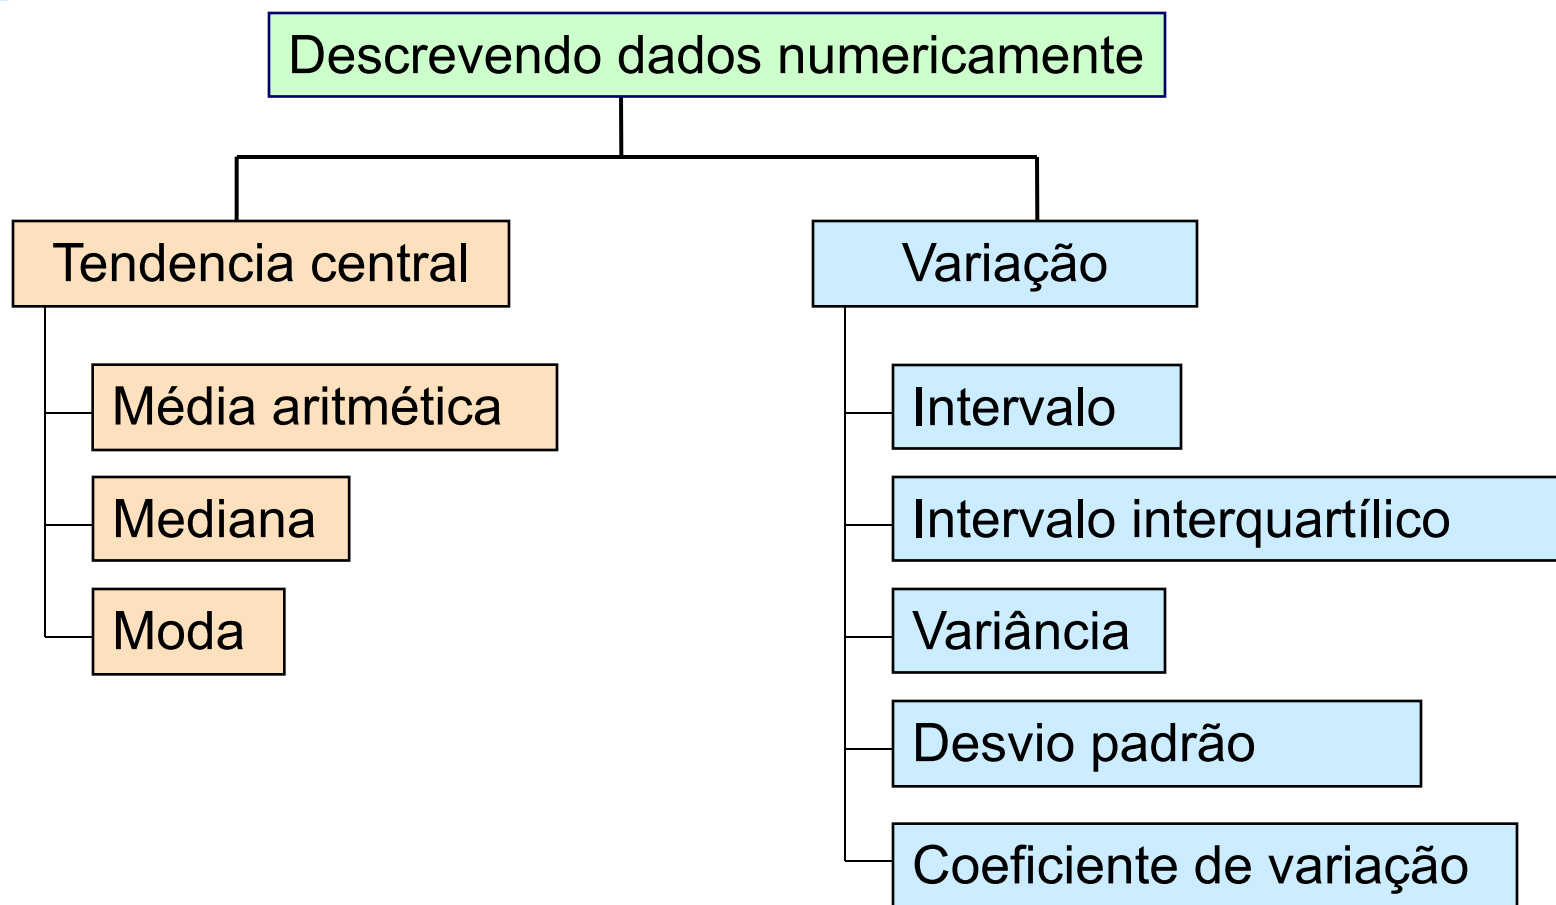 Descrevendo dados numericamente
Tendencia central
Média aritmética
Mediana
Moda
Variação
Intervalo
Intervalo interquartílico
Variância
Desvio padrão
Coeficiente de variação